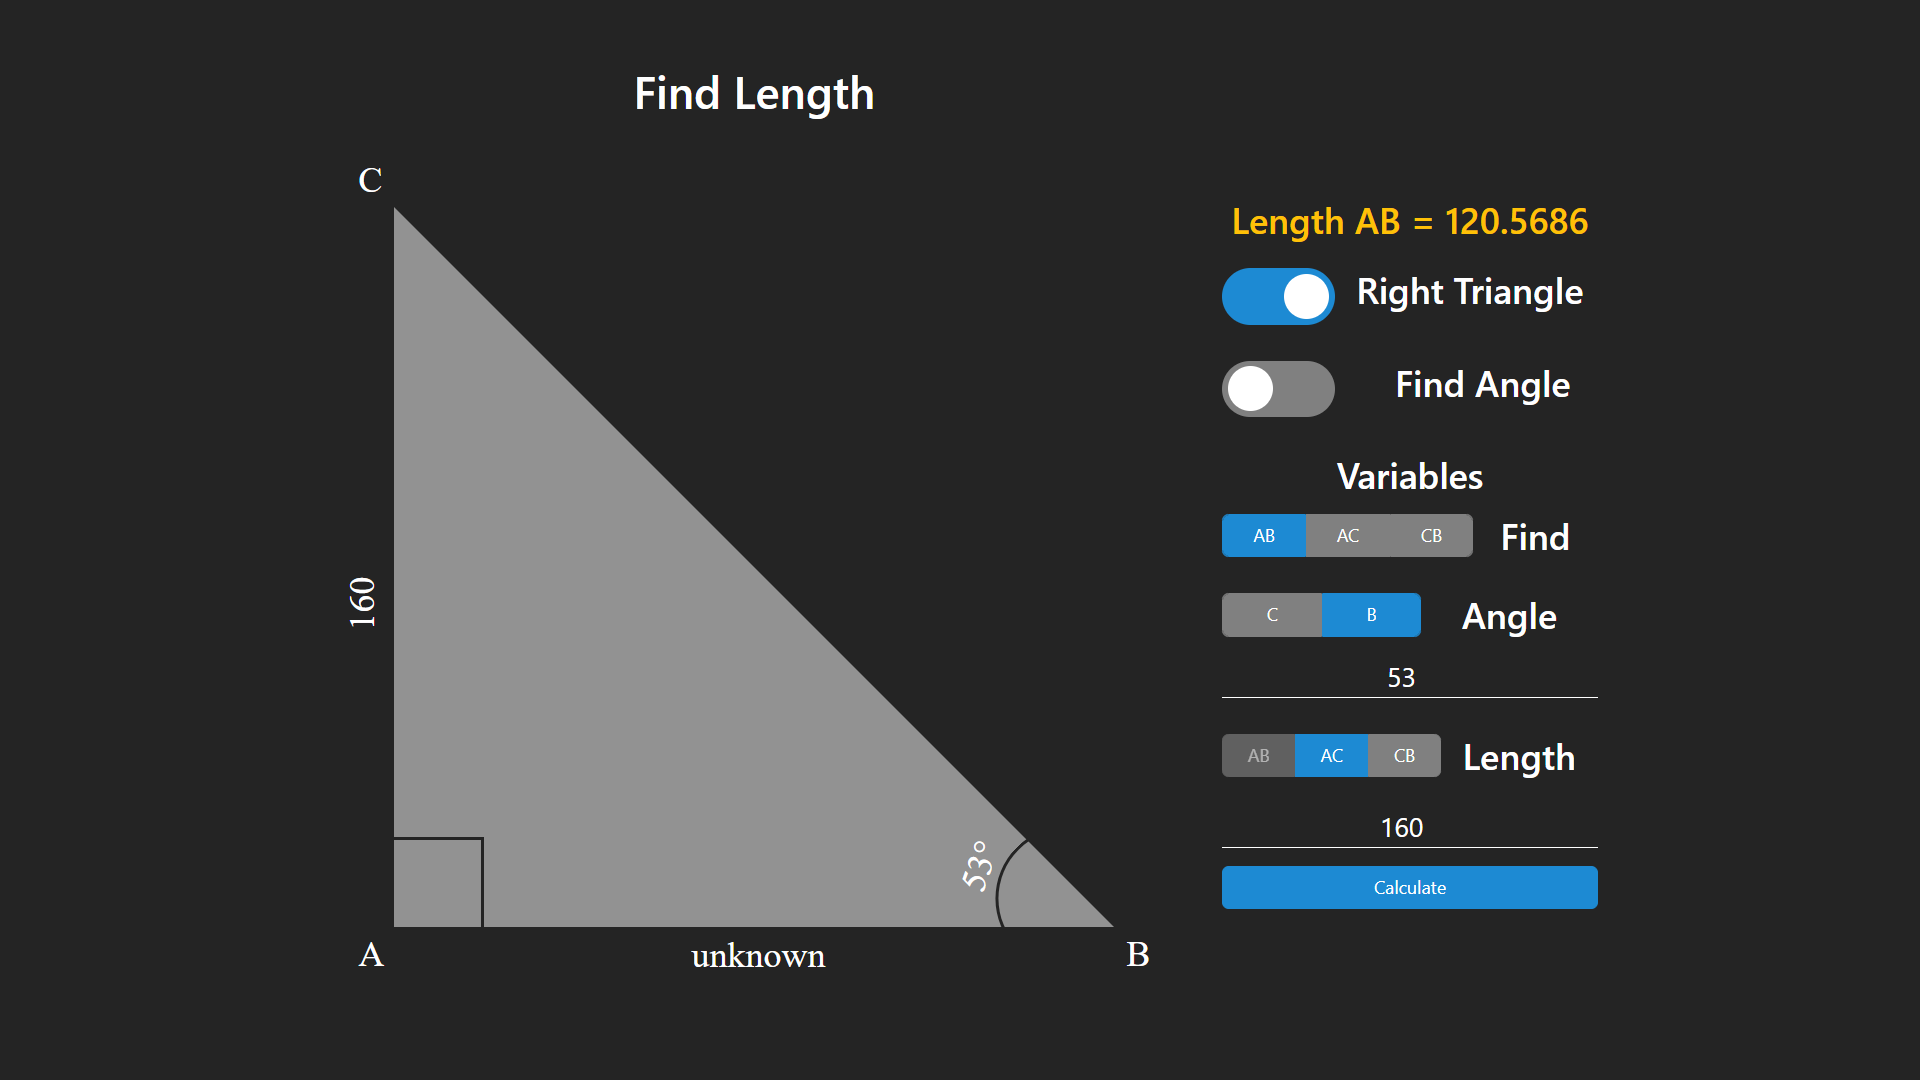 Find Length
C
160
53°
A
unknown
B
Length AB = 120.5686
Right Triangle
Find Angle
Variables
AB AC CB Find
C B Angle
53
AB AC CB Length
160
Calculate